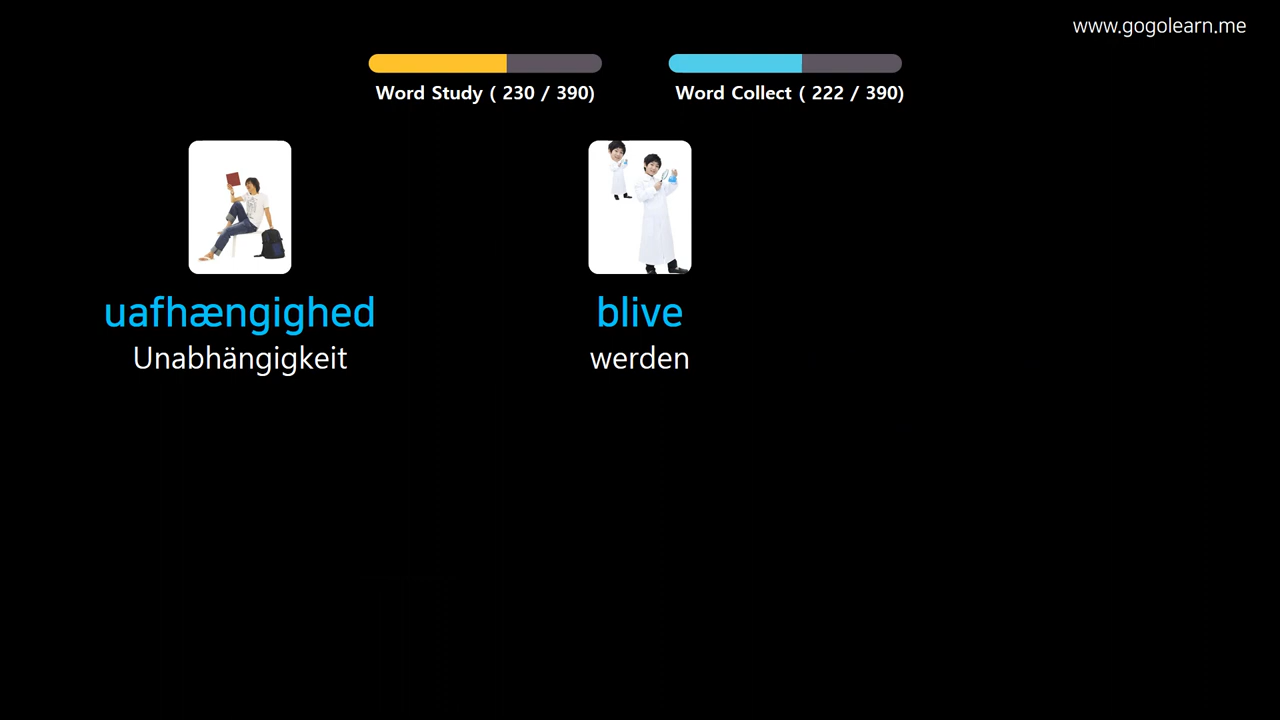 www.gogolearn.me
Word Study ( 230 / 390)
Word Collect ( 222 / 390)
uafhængighed
Unabhängigkeit
blive
werden